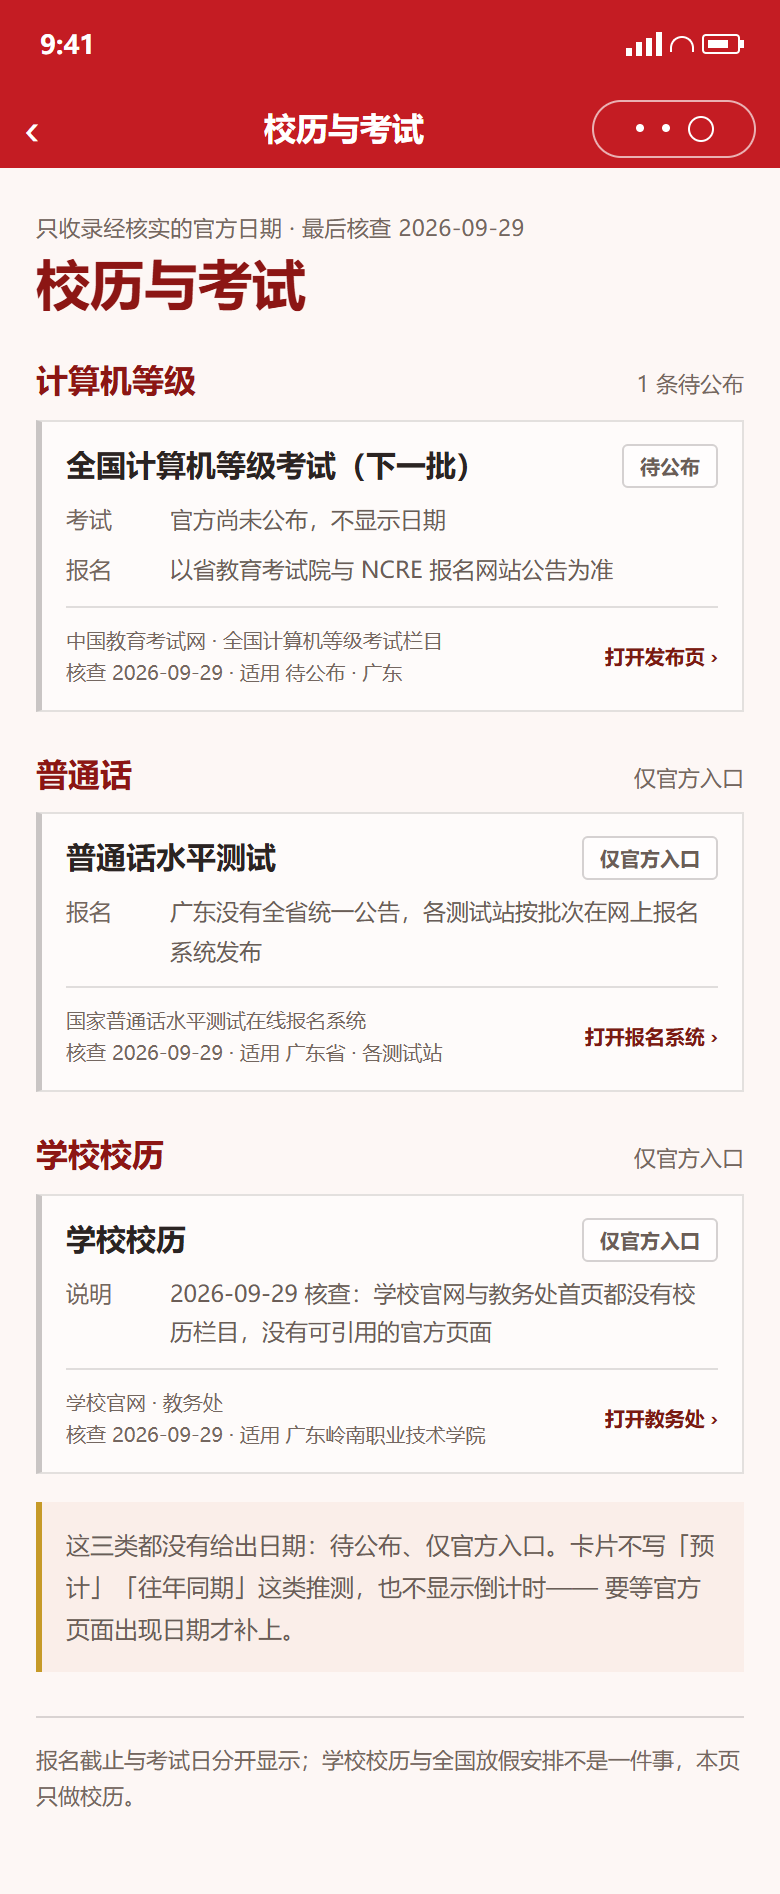 9:41
‹
校历与考试
只收录经核实的官方日期 · 最后核查 2026-09-29
校历与考试
计算机等级
1 条待公布
全国计算机等级考试（下一批）
待公布
考试 官方尚未公布，不显示日期
报名 以省教育考试院与 NCRE 报名网站公告为准
中国教育考试网 · 全国计算机等级考试栏目
核查 2026-09-29 · 适用 待公布 · 广东
打开发布页 ›
普通话
仅官方入口
普通话水平测试
仅官方入口
报名 广东没有全省统一公告，各测试站按批次在网上报名
系统发布
国家普通话水平测试在线报名系统
核查 2026-09-29 · 适用 广东省 · 各测试站
打开报名系统 ›
学校校历
仅官方入口
学校校历
仅官方入口
说明 2026-09-29 核查：学校官网与教务处首页都没有校
历栏目，没有可引用的官方页面
学校官网 · 教务处
核查 2026-09-29 · 适用 广东岭南职业技术学院
打开教务处 ›
这三类都没有给出日期：待公布、仅官方入口。卡片不写「预
计」「往年同期」这类推测，也不显示倒计时—— 要等官方
页面出现日期才补上。
报名截止与考试日分开显示；学校校历与全国放假安排不是一件事，本页
只做校历。